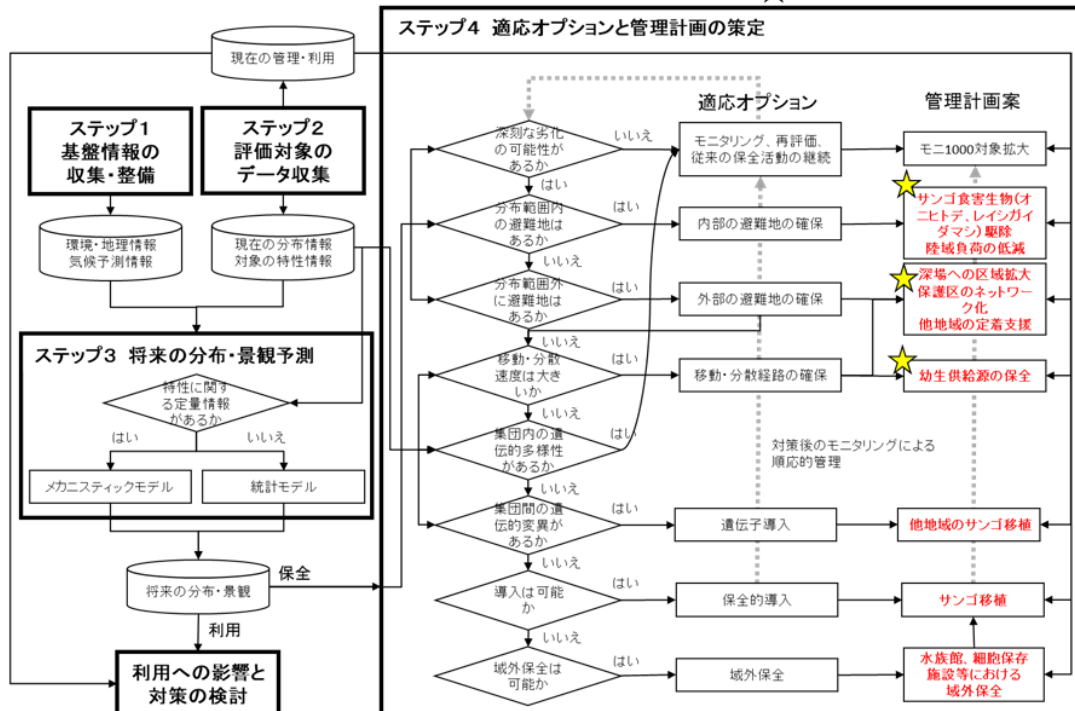 ステップ4 適応オプションと管理計画の策定
現在の管理・利用
適応オプション
管理計画案
ステップ1
基盤情報の
収集・整備
ステップ2
評価対象の
データ収集
深刻な劣化
の可能性が
あるか
いいえ
モニタリング、再評価、
従来の保全活動の継続
モニ1000対象拡大
はい
環境・地理情報
気候予測情報
現在の分布情報
対象の特性情報
分布範囲内
の避難地は
あるか
はい
内部の避難地の確保
サンゴ食害生物(オ
ニヒトデ、レイシガイ
ダマシ)駆除
陸域負荷の低減
いいえ
分布範囲外
に避難地は
あるか
はい
外部の避難地の確保
深場への区域拡大
保護区のネットワー
ク化
他地域の定着支援
いいえ
ステップ3 将来の分布・景観予測
特性に関す
る定量情報
があるか
はい
いいえ
メカニスティックモデル
統計モデル
移動・分散
速度は大き
いか
はい
移動・分散経路の確保
幼生供給源の保全
いいえ
集団内の遺
伝的多様性
があるか
はい
対策後のモニタリングによる
順応的管理
いいえ
集団間の遺
伝的変異が
あるか
はい
遺伝子導入
他地域のサンゴ移植
いいえ
将来の分布・景観
保全
利用
導入は可能
か
はい
保全的導入
サンゴ移植
いいえ
利用への影響と
対策の検討
域外保全は
可能か
はい
域外保全
水族館、細胞保存
施設等における
域外保全